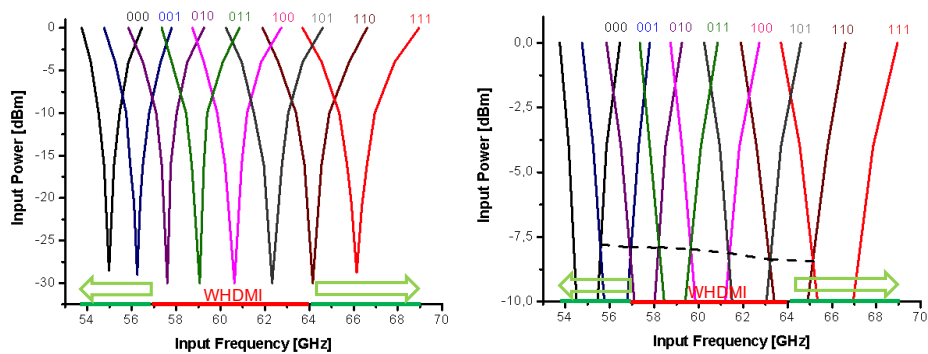 000 001 010 011 100 101 110 111
0
-5
-10
-15
-20
-25
-30
Input Power [dBm]
WHDMI
54 56 58 60 62 64 66 68 70
Input Frequency [GHz]
000 001 010 011 100 101 110 111
0,0
-2,5
-5,0
-7,5
-10,0
Input Power [dBm]
WHDMI
54 56 58 60 62 64 66 68 70
Input Frequency [GHz]